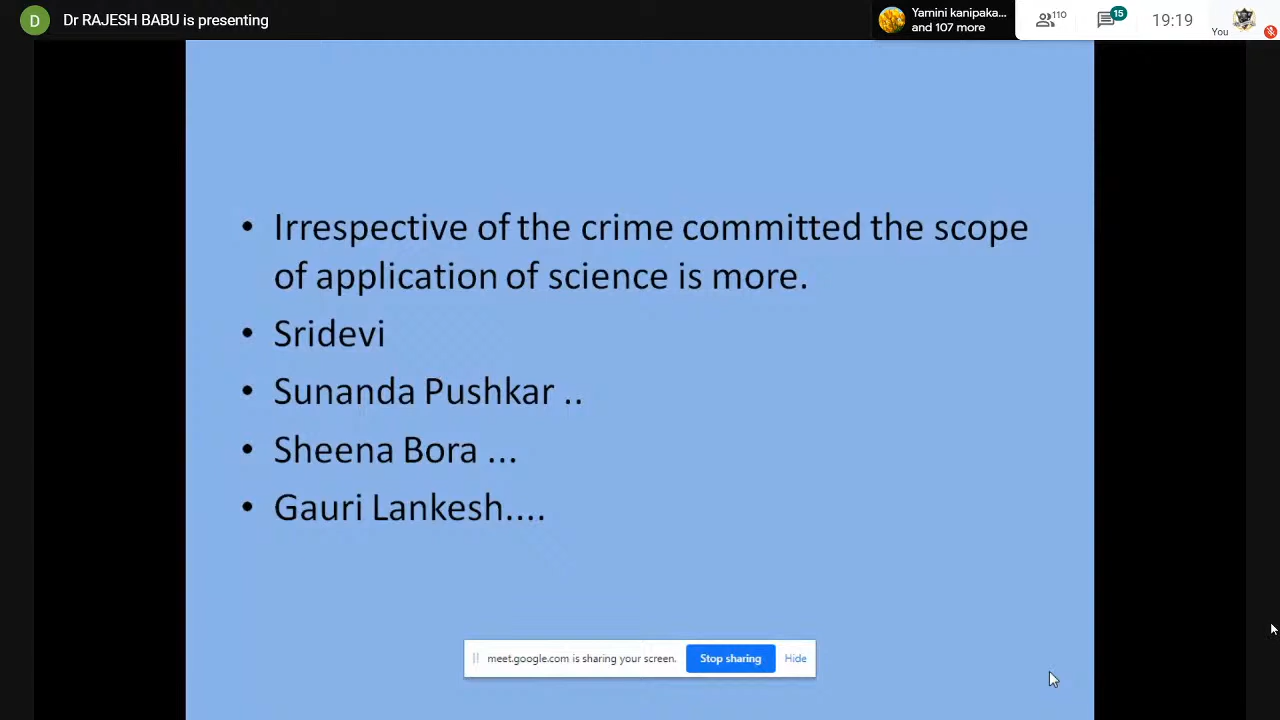 D
Dr RAJESH BABU is presenting
Yamini kanipaka...
and 107 more
110
15
19:19
You
• Irrespective of the crime committed the scope
of application of science is more.
• Sridevi
• Sunanda Pushkar ..
• Sheena Bora ...
• Gauri Lankesh....
meet.google.com is sharing your screen.
Stop sharing
Hide